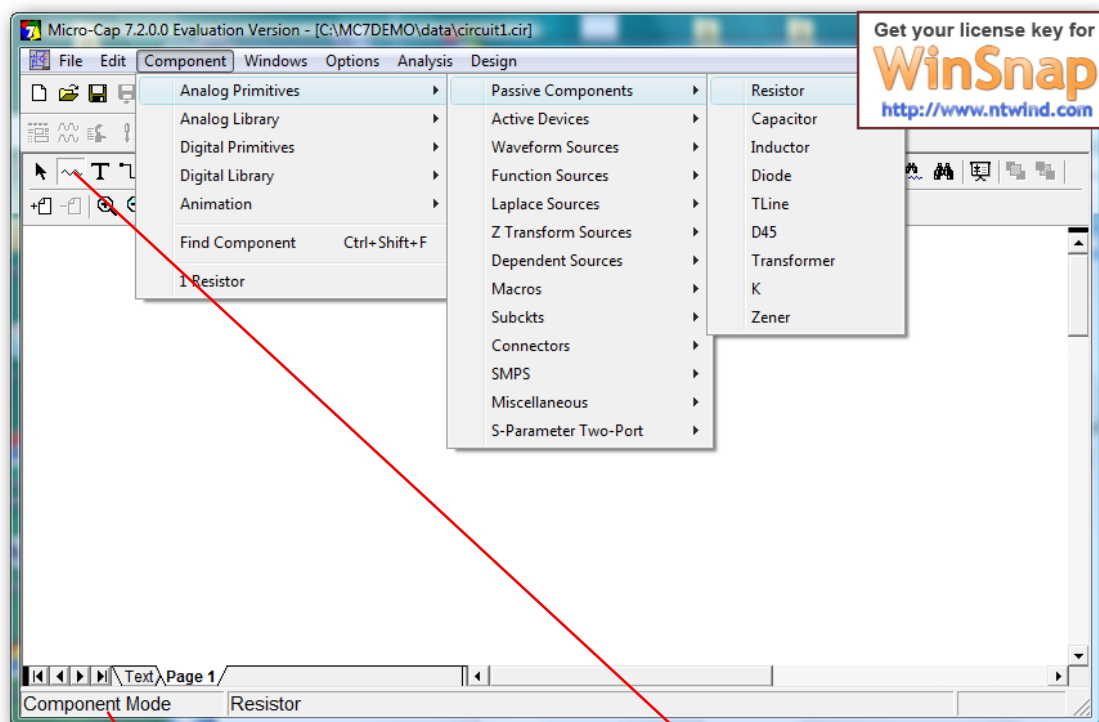 Micro-Cap 7.2.0.0 Evaluation Version - [C:\MC7DEMO\data\circuit1.cir]
Get your license key for
WinSnap
http://www.ntwind.com
File Edit Component Windows Options Analysis Design
Analog Primitives
Analog Library
Digital Primitives
Digital Library
Animation
Find Component Ctrl+Shift+F
1 Resistor
Passive Components
Active Devices
Waveform Sources
Function Sources
Laplace Sources
Z Transform Sources
Dependent Sources
Macros
Subckts
Connectors
SMPS
Miscellaneous
S-Parameter Two-Port
Resistor
Capacitor
Inductor
Diode
TLine
D45
Transformer
K
Zener
T
Text Page 1
Component Mode Resistor